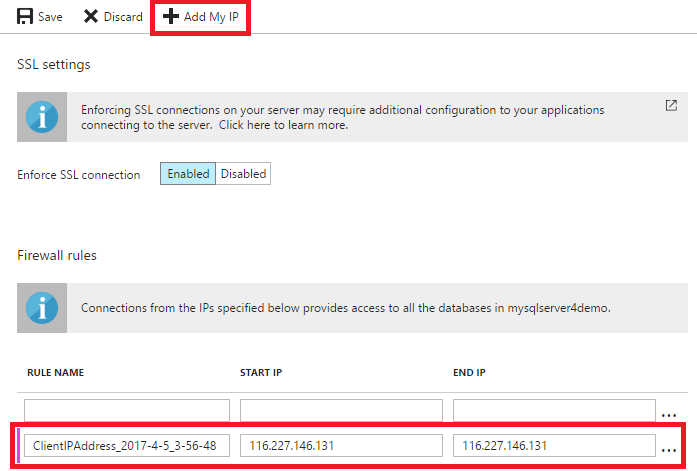 Save Discard Add My IP
SSL settings
Enforcing SSL connections on your server may require additional configuration to your applications
connecting to the server. Click here to learn more.
Enforce SSL connection Enabled Disabled
Firewall rules
Connections from the IPs specified below provides access to all the databases in mysqlserver4demo.
RULE NAME START IP END IP
...
ClientIPAddress_2017-4-5_3-56-48 116.227.146.131 116.227.146.131 ...